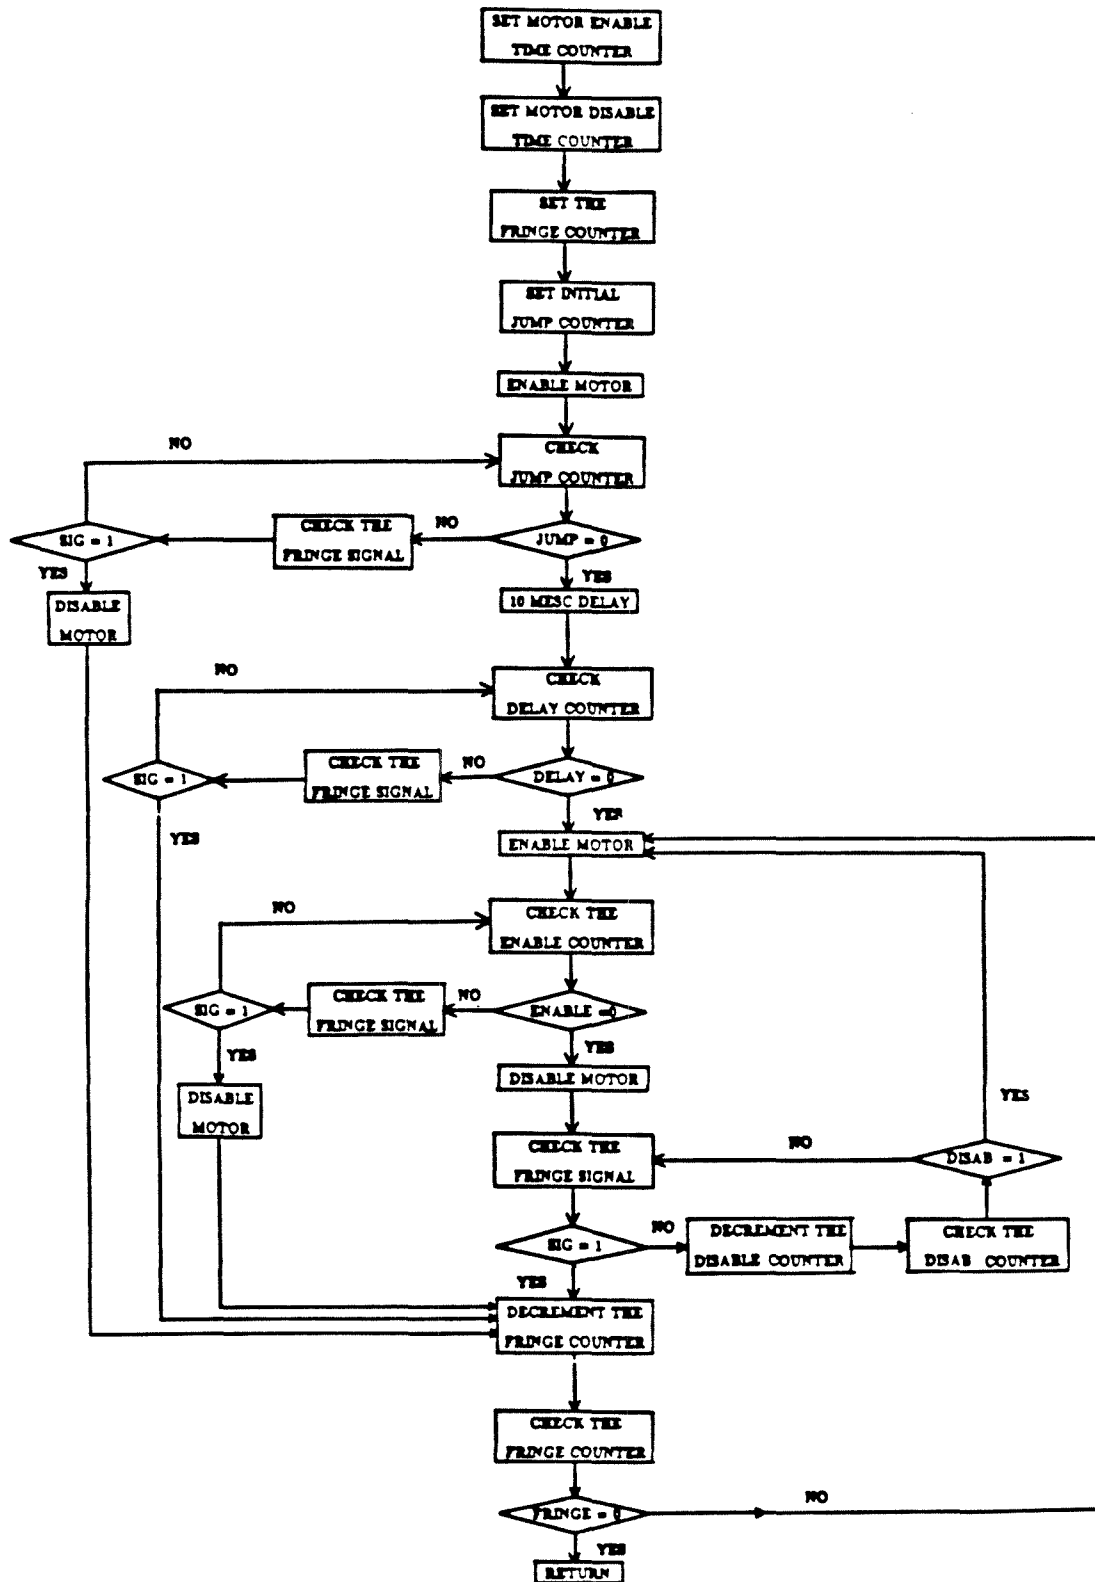 SET MOTOR ENABLE
TIME COUNTER
SET MOTOR DISABLE
TIME COUNTER
SET THE
FRINGE COUNTER
SET INITIAL
JUMP COUNTER
ENABLE MOTOR
NO
CHECK
JUMP COUNTER
SIG = 1
CHECK THE
FRINGE SIGNAL
NO
JUMP = 0
YES
YES
DISABLE
MOTOR
10 MESC DELAY
NO
CHECK
DELAY COUNTER
SIG = 1
CHECK THE
FRINGE SIGNAL
NO
DELAY = 0
YES
YES
ENABLE MOTOR
NO
CHECK THE
ENABLE COUNTER
SIG = 1
CHECK THE
FRINGE SIGNAL
NO
ENABLE =0
YES
YES
DISABLE MOTOR
DISABLE
MOTOR
YES
CHECK THE
FRINGE SIGNAL
NO
DISAB = 1
SIG = 1
NO
DECREMENT THE
DISABLE COUNTER
CHECK THE
DISAB COUNTER
YES
DECREMENT THE
FRINGE COUNTER
CHECK THE
FRINGE COUNTER
FRINGE = 0
NO
YES
RETURN